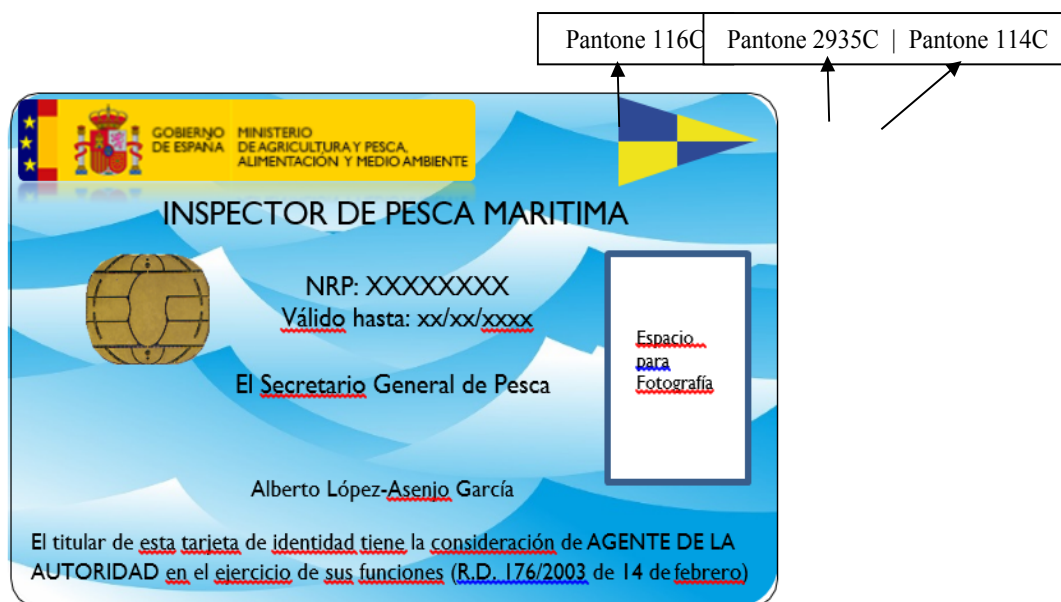 Pantone 116C
Pantone 2935C | Pantone 114C
GOBIERNO
DE ESPAÑA
MINISTERIO
DE AGRICULTURA Y PESCA,
ALIMENTACIÓN Y MEDIO AMBIENTE
INSPECTOR DE PESCA MARITIMA
NRP: XXXXXXXX
Válido hasta: xx/xx/xxxx
Espacio
para
Fotografía
El Secretario General de Pesca
Alberto López-Asenjo García
El titular de esta tarjeta de identidad tiene la consideración de AGENTE DE LA
AUTORIDAD en el ejercicio de sus funciones (R.D. 176/2003 de 14 de febrero)